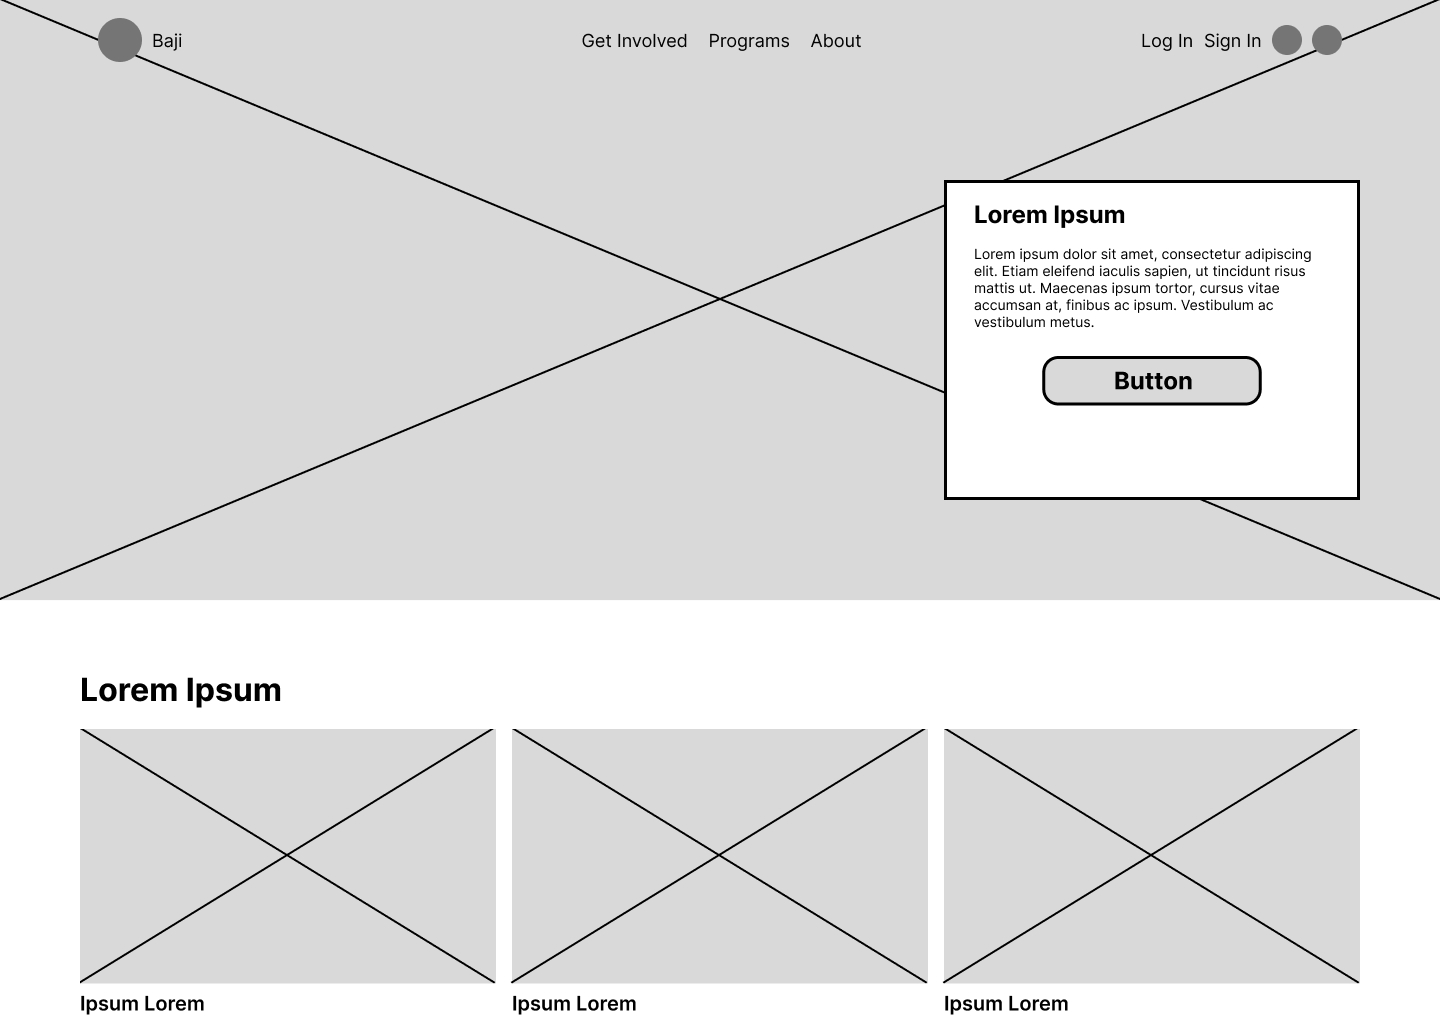 Baji
Get Involved Programs About
Log In Sign In
Lorem Ipsum
Lorem ipsum dolor sit amet, consectetur adipiscing
elit. Etiam eleifend iaculis sapien, ut tincidunt risus
mattis ut. Maecenas ipsum tortor, cursus vitae
accumsan at, finibus ac ipsum. Vestibulum ac
vestibulum metus.
Button
Lorem Ipsum
Ipsum Lorem
Ipsum Lorem
Ipsum Lorem